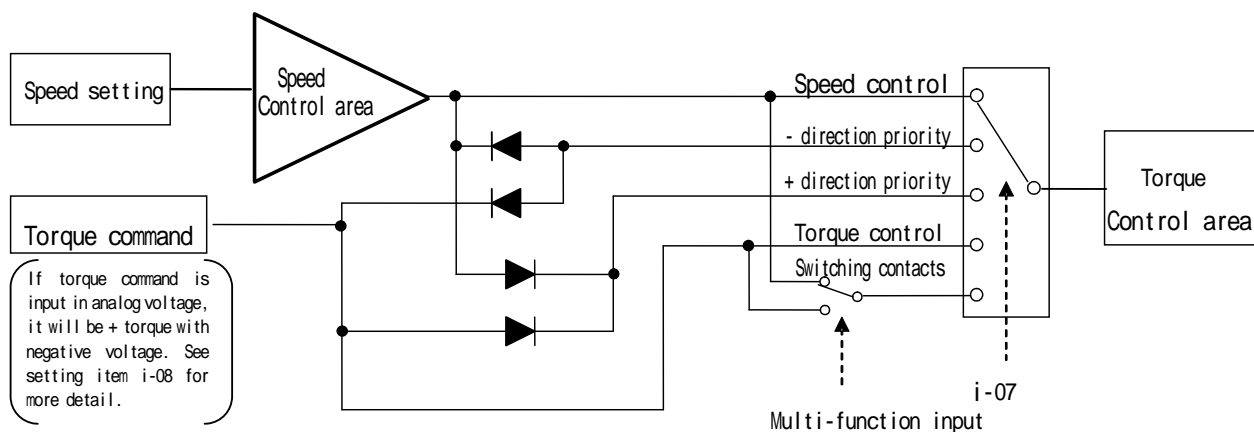 Speed setting
Speed
Control area
Speed control
- direction priority
+ direction priority
Torque control
Switching contacts
Torque
Control area
Torque command
If torque command is
input in analog voltage,
it will be + torque with
negative voltage. See
setting item i-08 for
more detail.
i-07
Multi-function input